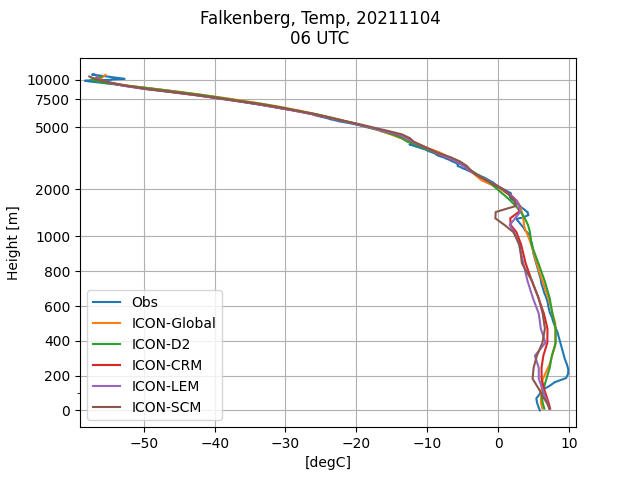 Falkenberg, Temp, 20211104
06 UTC
Height [m]
10000
7500
5000
2000
1000
800
600
400
200
0
Obs
ICON-Global
ICON-D2
ICON-CRM
ICON-LEM
ICON-SCM
−50 −40 −30 −20 −10 0 10
[degC]